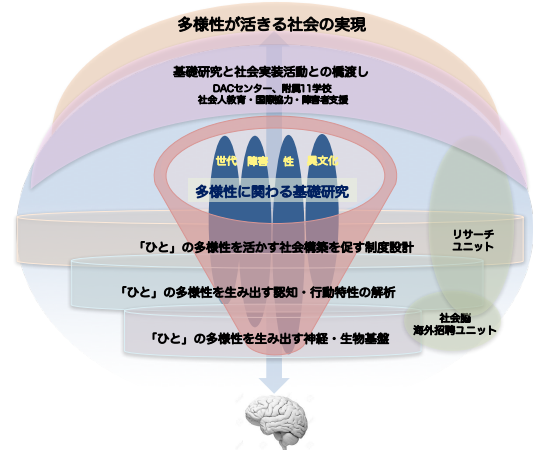 多様性が活きる社会の実現
基礎研究と社会実装活動との橋渡し
DACセンター、附属11学校
社会人教育・国際協力・障害者支援
世代 障害 性 異文化
多様性に関わる基礎研究
「ひと」の多様性を活かす社会構築を促す制度設計
リサーチ
ユニット
「ひと」の多様性を生み出す認知・行動特性の解析
社会脳
海外招聘ユニット
「ひと」の多様性を生み出す神経・生物基盤